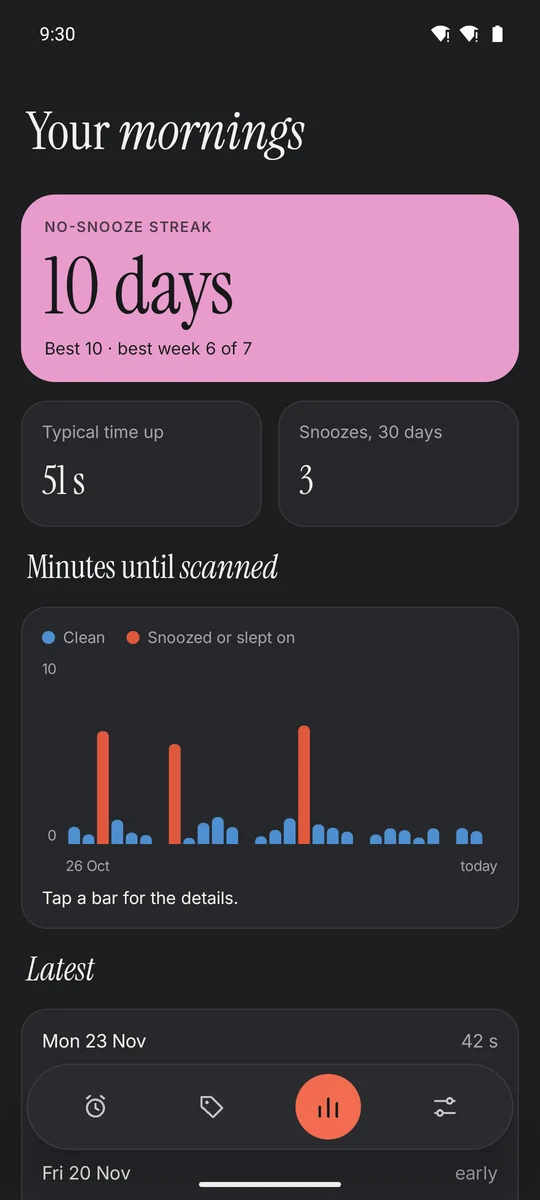 9:30
Your mornings
NO-SNOOZE STREAK
10 days
Best 10 · best week 6 of 7
Typical time up
51 s
Snoozes, 30 days
3
Minutes until scanned
Clean
Snoozed or slept on
10
0
26 Oct
today
Tap a bar for the details.
Latest
Mon 23 Nov
42 s
Fri 20 Nov
early